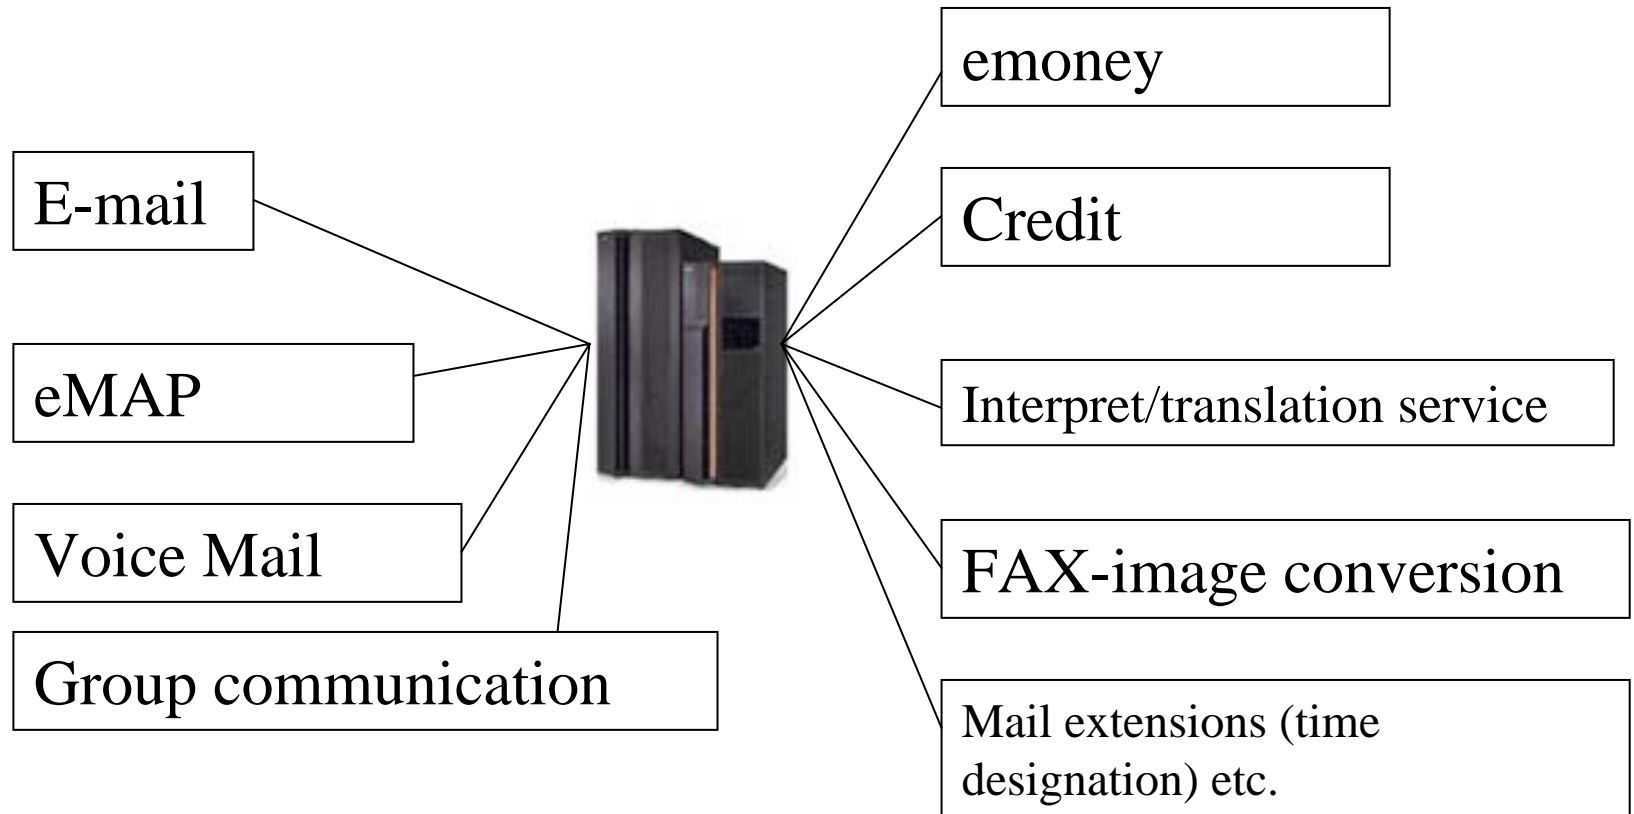 E-mail
eMAP
Voice Mail
Group communication
emoney
Credit
Interpret/translation service
FAX-image conversion
Mail extensions (time
designation) etc.